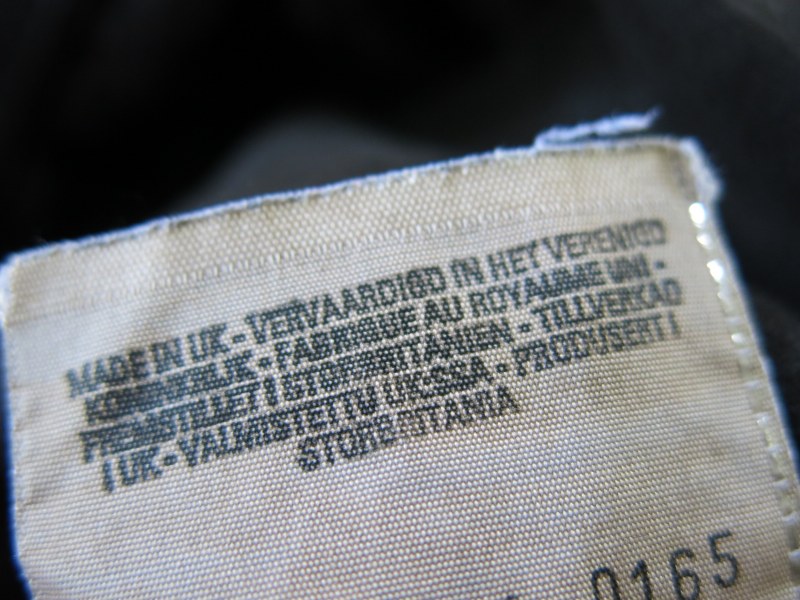 MADE IN UK - VERVAARDIGD IN HET VERENIGD
KONINKRIJK - FABRIQUE AU ROYAUME UNI -
FREMSTILLET I STORBRITANIEN - TILLVERKAD
I UK - VALMISTETTU UK:SSA - PRODUSERT I
STORBRITANIA
0165